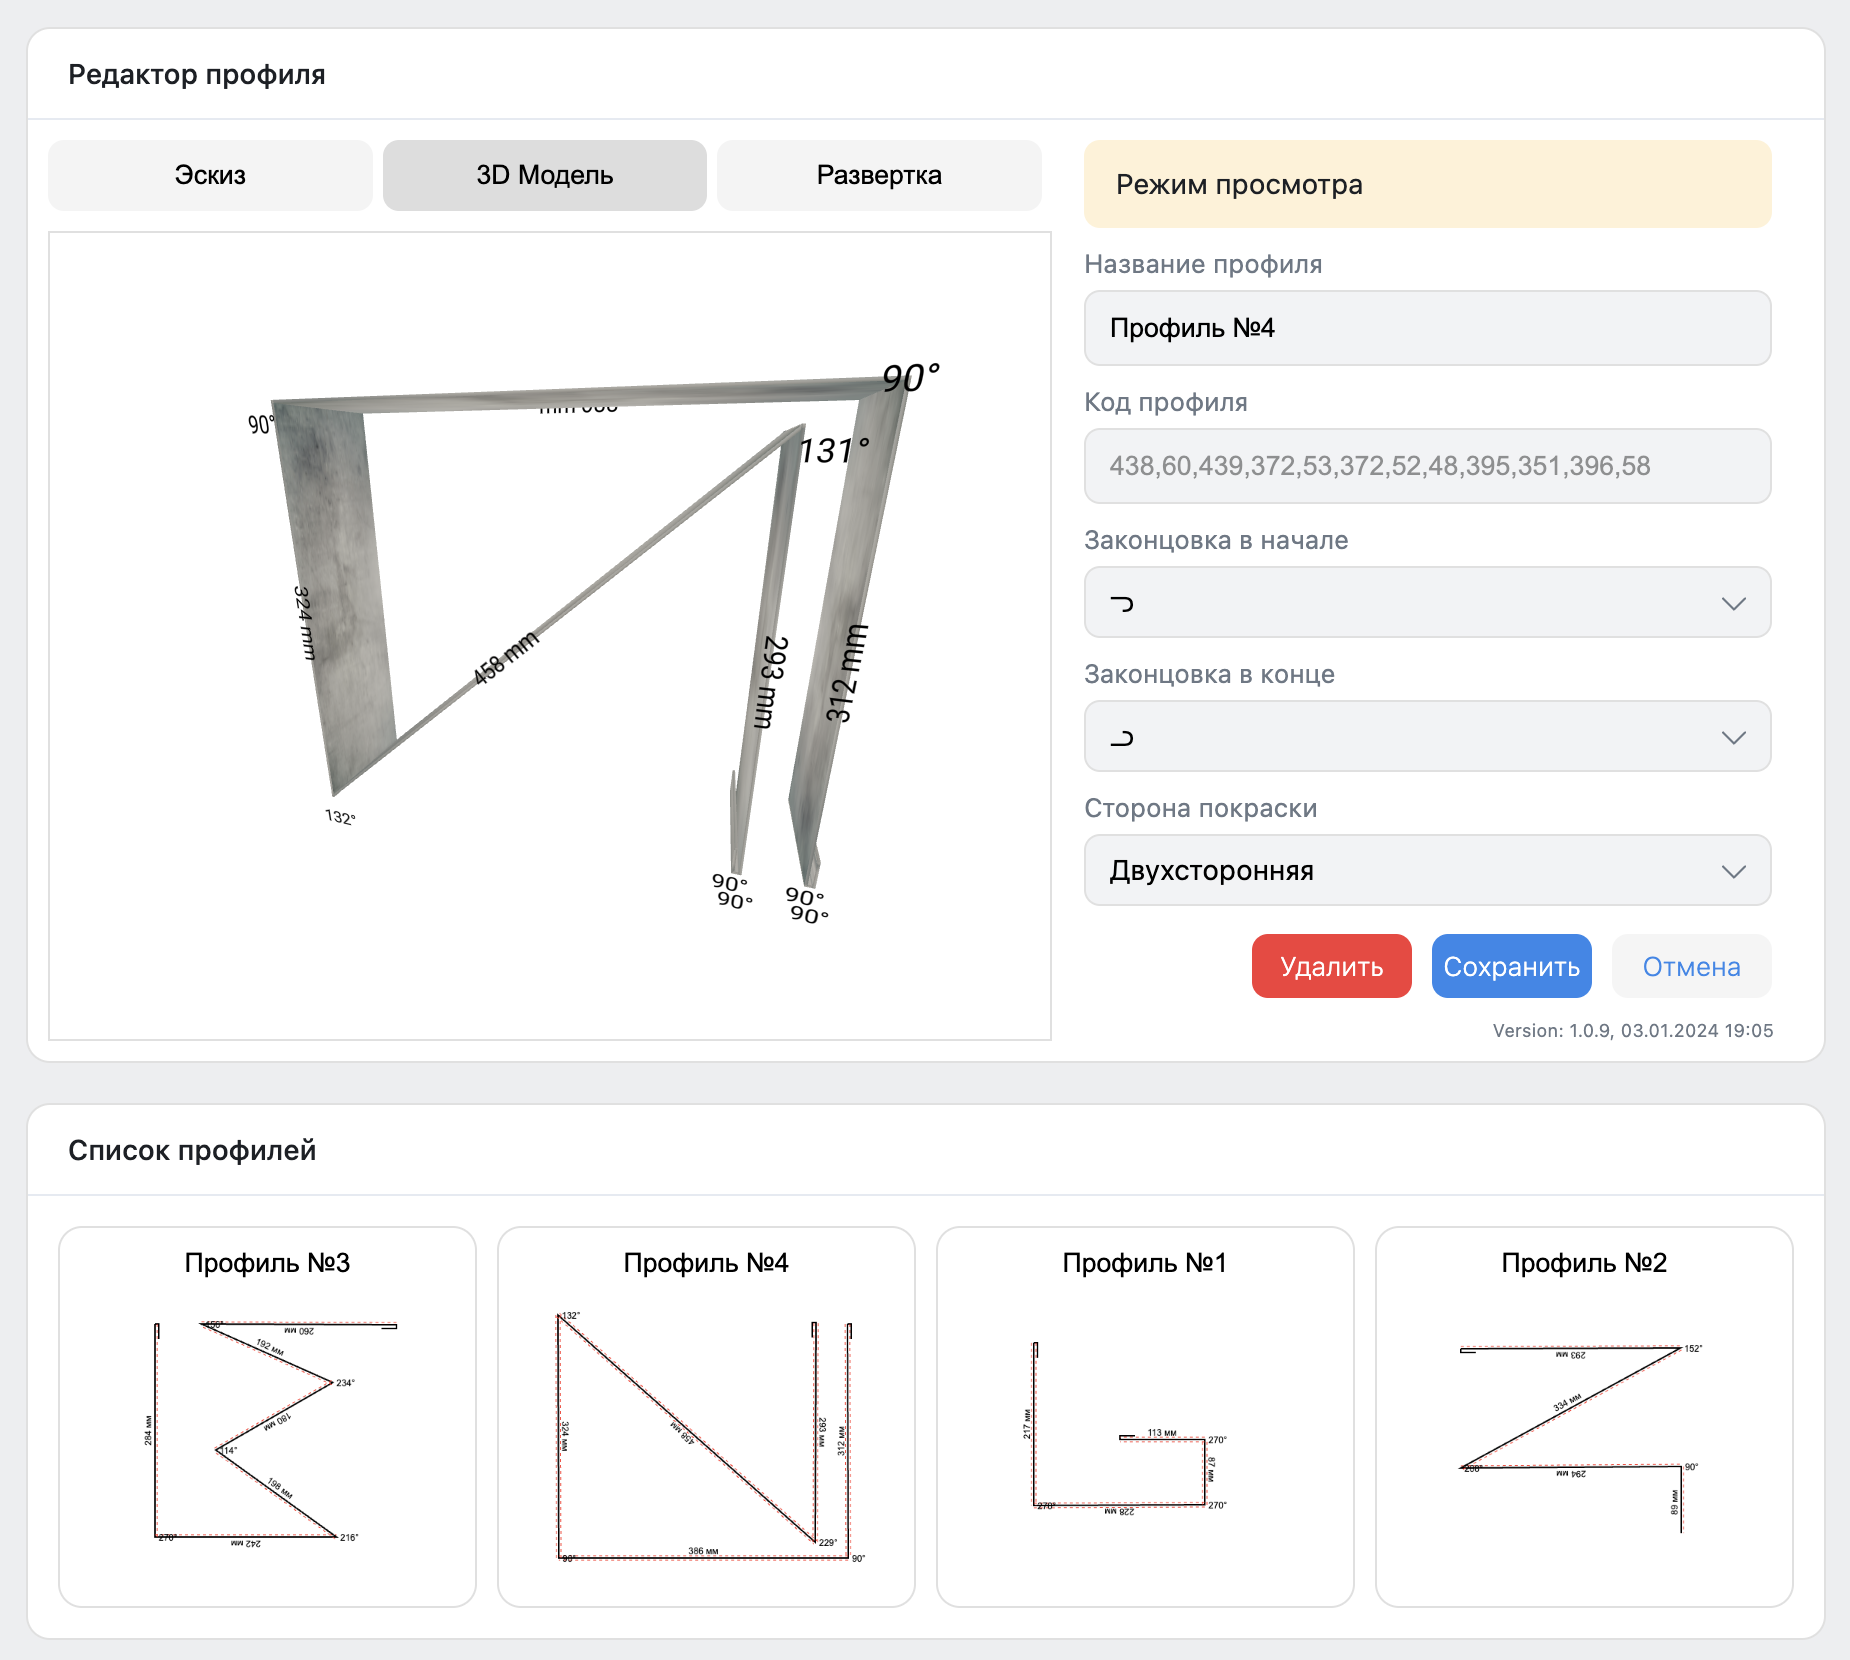 Редактор профиля
Эскиз
3D Модель
Развертка
90°
90°
131°
324 mm
458 mm
293 mm
312 mm
132°
90°
90°
90°
90°
Режим просмотра
Название профиля
Профиль №4
Код профиля
438,60,439,372,53,372,52,48,395,351,396,58
Законцовка в начале
Законцовка в конце
Сторона покраски
Двухсторонняя
Удалить
Сохранить
Отмена
Version: 1.0.9, 03.01.2024 19:05
Список профилей
Профиль №3
260 мм
192 мм
234°
180 мм
284 мм
198 мм
270°
216°
242 мм
Профиль №4
132°
324 мм
458 мм
293 мм
312 мм
229°
386 мм
90°
90°
Профиль №1
217 мм
113 мм
270°
87 мм
270°
270°
228 мм
Профиль №2
293 мм
152°
334 мм
90°
294 мм
89 мм